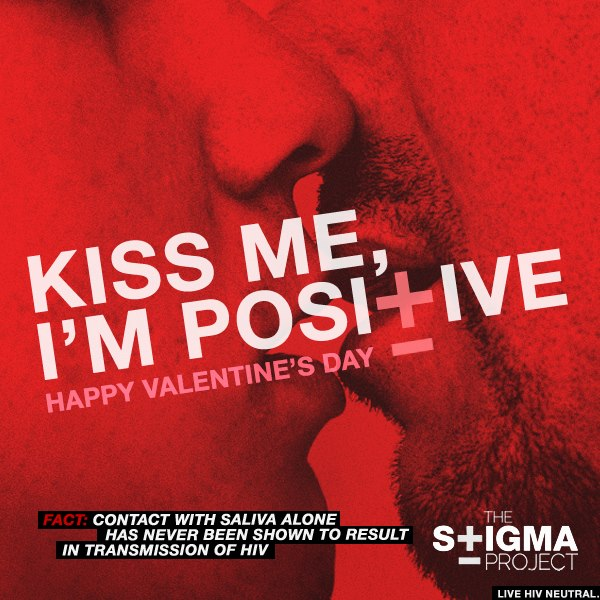 KISS ME,
I'M POSI±IVE
HAPPY VALENTINE'S DAY
FACT: CONTACT WITH SALIVA ALONE
HAS NEVER BEEN SHOWN TO RESULT
IN TRANSMISSION OF HIV
THE
S±IGMA
PROJECT
LIVE HIV NEUTRAL.